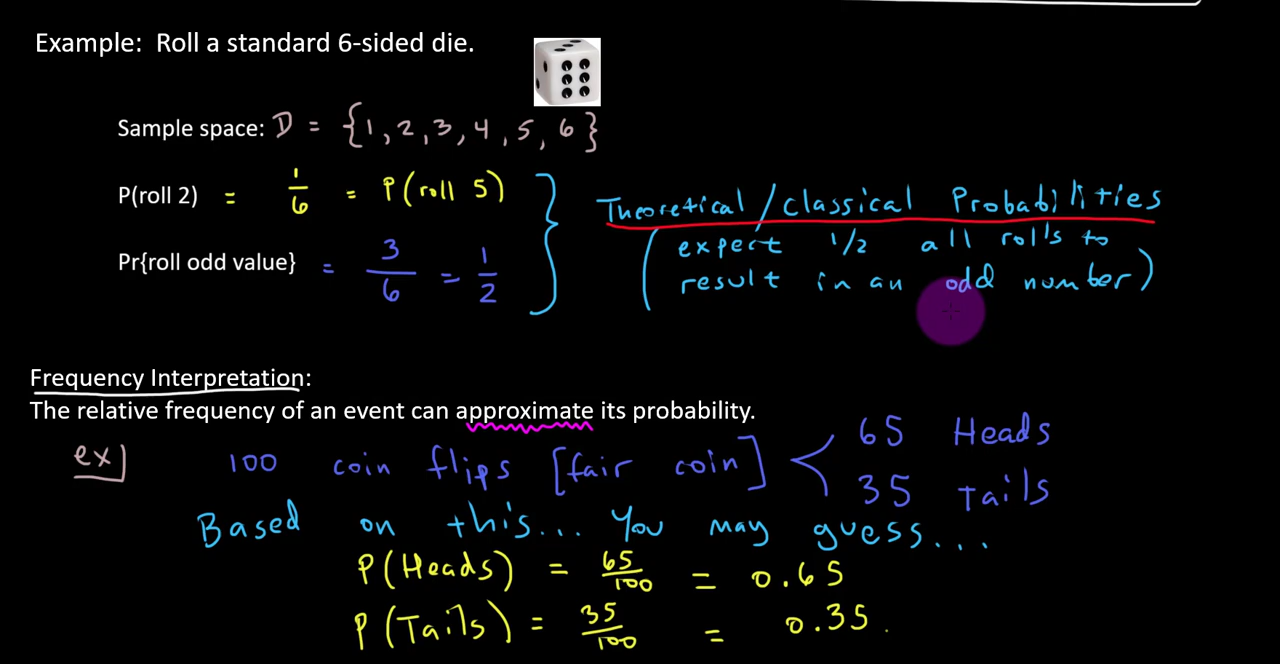 Example: Roll a standard 6-sided die.
Sample space: D = {1, 2, 3, 4, 5, 6}
P(roll 2) = 1/6 = P(roll 5)
Theoretical/classical Probabilities
Pr{roll odd value} = 3/6 = 1/2
(expect 1/2 all rolls to
result in an odd number)
Frequency Interpretation:
The relative frequency of an event can approximate its probability.
ex] 100 coin flips [fair coin] < 65 Heads
35 Tails
Based on this... You may guess...
P(Heads) = 65/100 = 0.65
P(Tails) = 35/100 = 0.35.